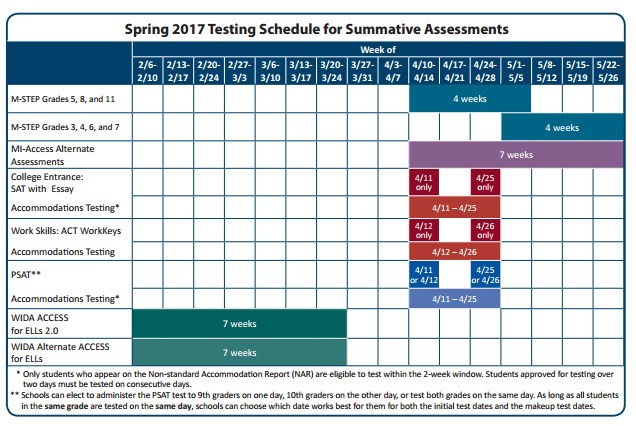 Spring 2017 Testing Schedule for Summative Assessments
Week of
2/6- 2/13- 2/20- 2/27- 3/6- 3/13- 3/20- 3/27- 4/3- 4/10- 4/17- 4/24- 5/1- 5/8- 5/15- 5/22-
2/10 2/17 2/24 3/3 3/10 3/17 3/24 3/31 4/7 4/14 4/21 4/28 5/5 5/12 5/19 5/26
M-STEP Grades 5, 8, and 11 4 weeks
M-STEP Grades 3, 4, 6, and 7 4 weeks
MI-Access Alternate
Assessments
7 weeks
College Entrance:
SAT with Essay
4/11 4/25
only only
Accommodations Testing* 4/11 – 4/25
Work Skills: ACT WorkKeys
4/12 4/26
only only
Accommodations Testing 4/12 – 4/26
PSAT**
4/11 4/25
or 4/12 or 4/26
Accommodations Testing* 4/11 – 4/25
WIDA ACCESS
for ELLs 2.0
7 weeks
WIDA Alternate ACCESS
for ELLs
7 weeks
* Only students who appear on the Non-standard Accommodation Report (NAR) are eligible to test within the 2-week window. Students approved for testing over
two days must be tested on consecutive days.
** Schools can elect to administer the PSAT test to 9th graders on one day, 10th graders on the other day, or test both grades on the same day. As long as all students
in the same grade are tested on the same day, schools can choose which date works best for them for both the initial test dates and the makeup test dates.